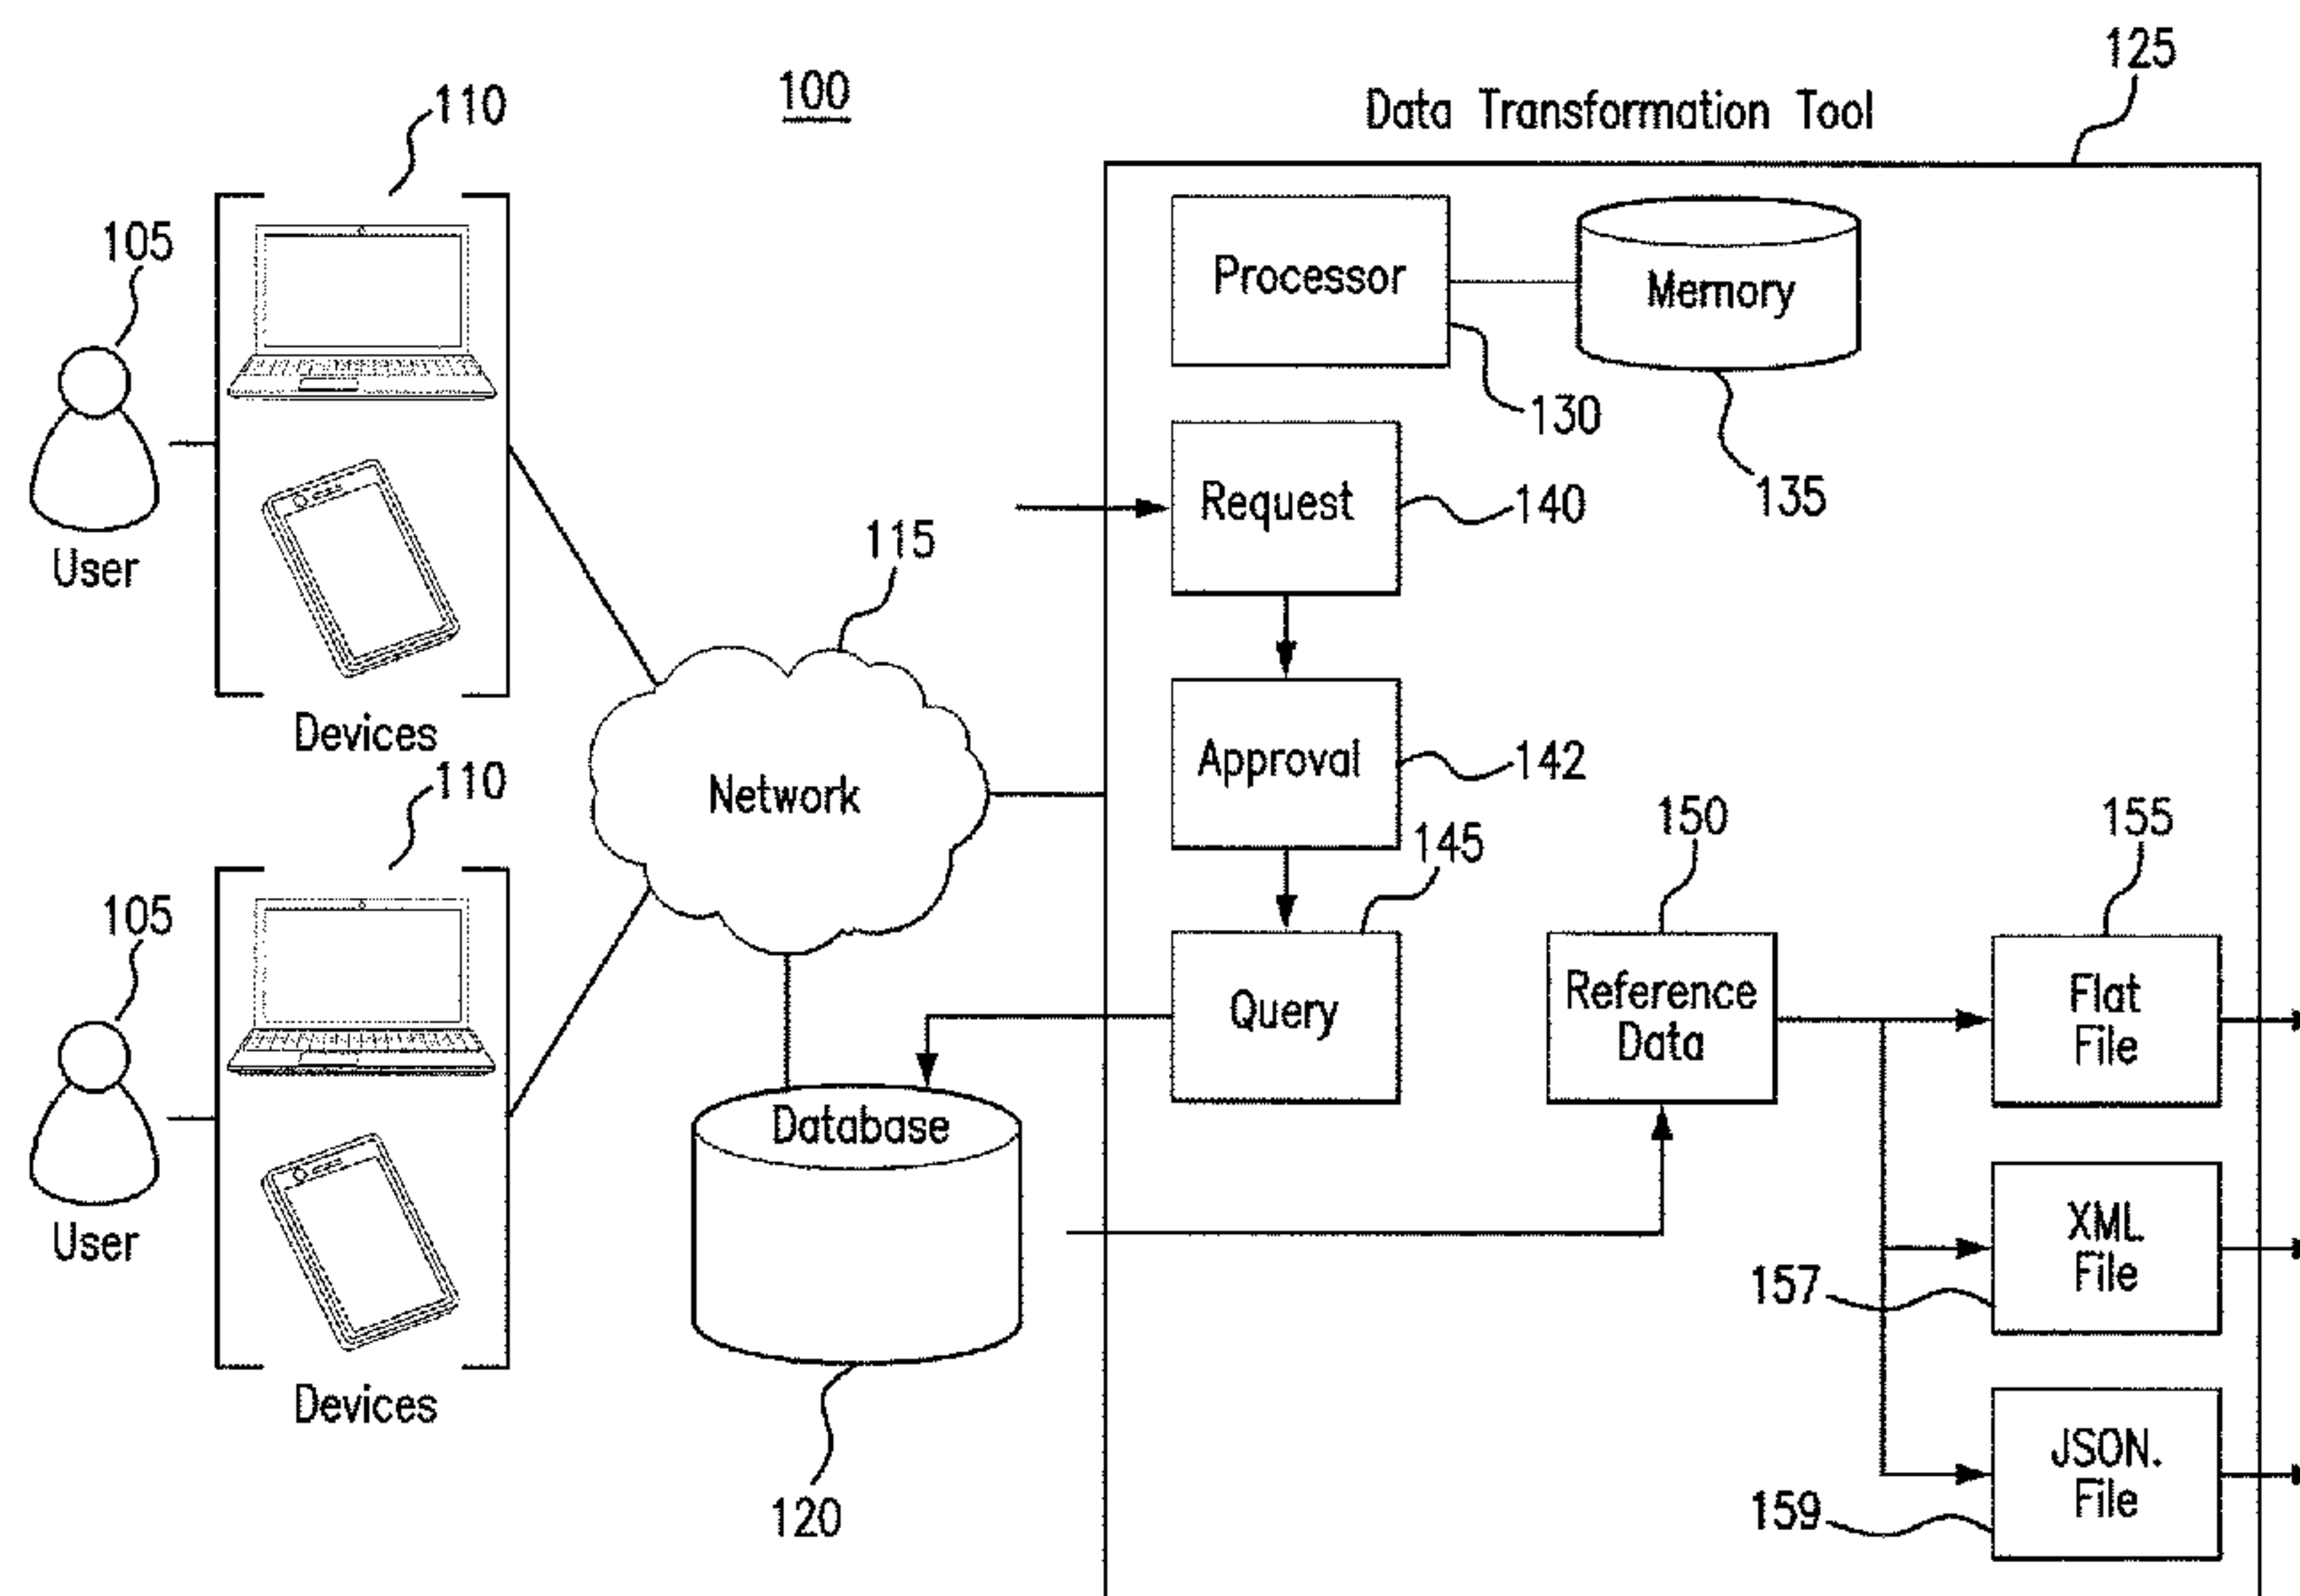 100
125
Data Transformation Tool
110
105
User
Devices
110
105
User
Devices
115
Network
Database
120
Processor
130
Memory
135
Request
140
Approval
142
145
Query
150
Reference
Data
155
Flat
File
XML
File
157
JSON.
File
159